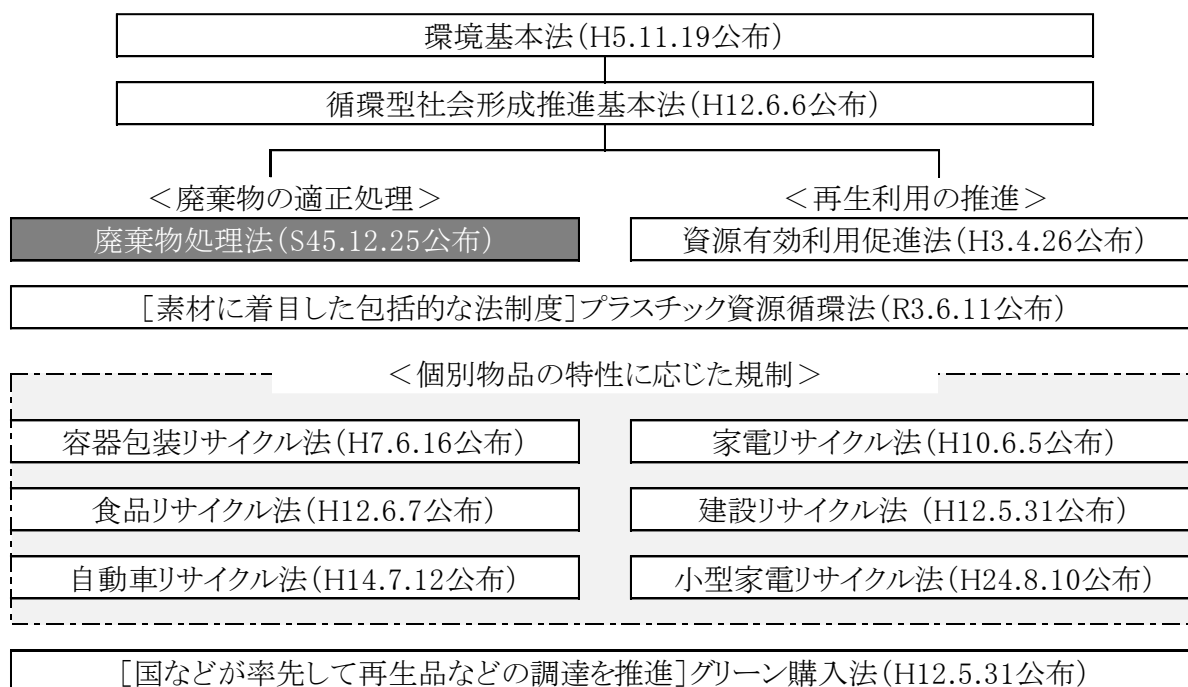 環境基本法(H5.11.19公布)
循環型社会形成推進基本法(H12.6.6公布)
＜廃棄物の適正処理＞
廃棄物処理法(S45.12.25公布)
＜再生利用の推進＞
資源有効利用促進法(H3.4.26公布)
[素材に着目した包括的な法制度]プラスチック資源循環法(R3.6.11公布)
＜個別物品の特性に応じた規制＞
容器包装リサイクル法(H7.6.16公布)
家電リサイクル法(H10.6.5公布)
食品リサイクル法(H12.6.7公布)
建設リサイクル法 (H12.5.31公布)
自動車リサイクル法(H14.7.12公布)
小型家電リサイクル法(H24.8.10公布)
[国などが率先して再生品などの調達を推進]グリーン購入法(H12.5.31公布)